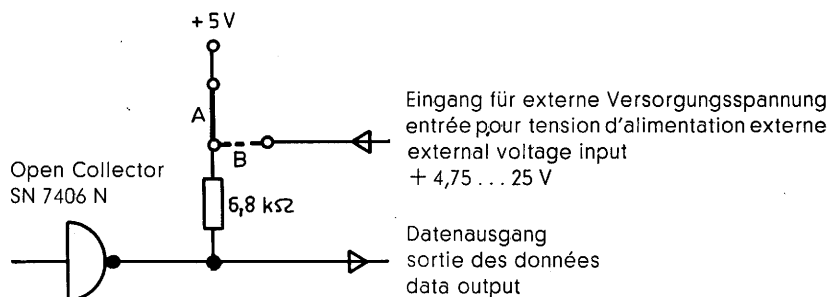 +5V
A
B
Eingang für externe Versorgungsspannung
entrée pour tension d'alimentation externe
external voltage input
+ 4,75 ... 25 V
Open Collector
SN 7406 N
6,8 kΩ
Datenausgang
sortie des données
data output